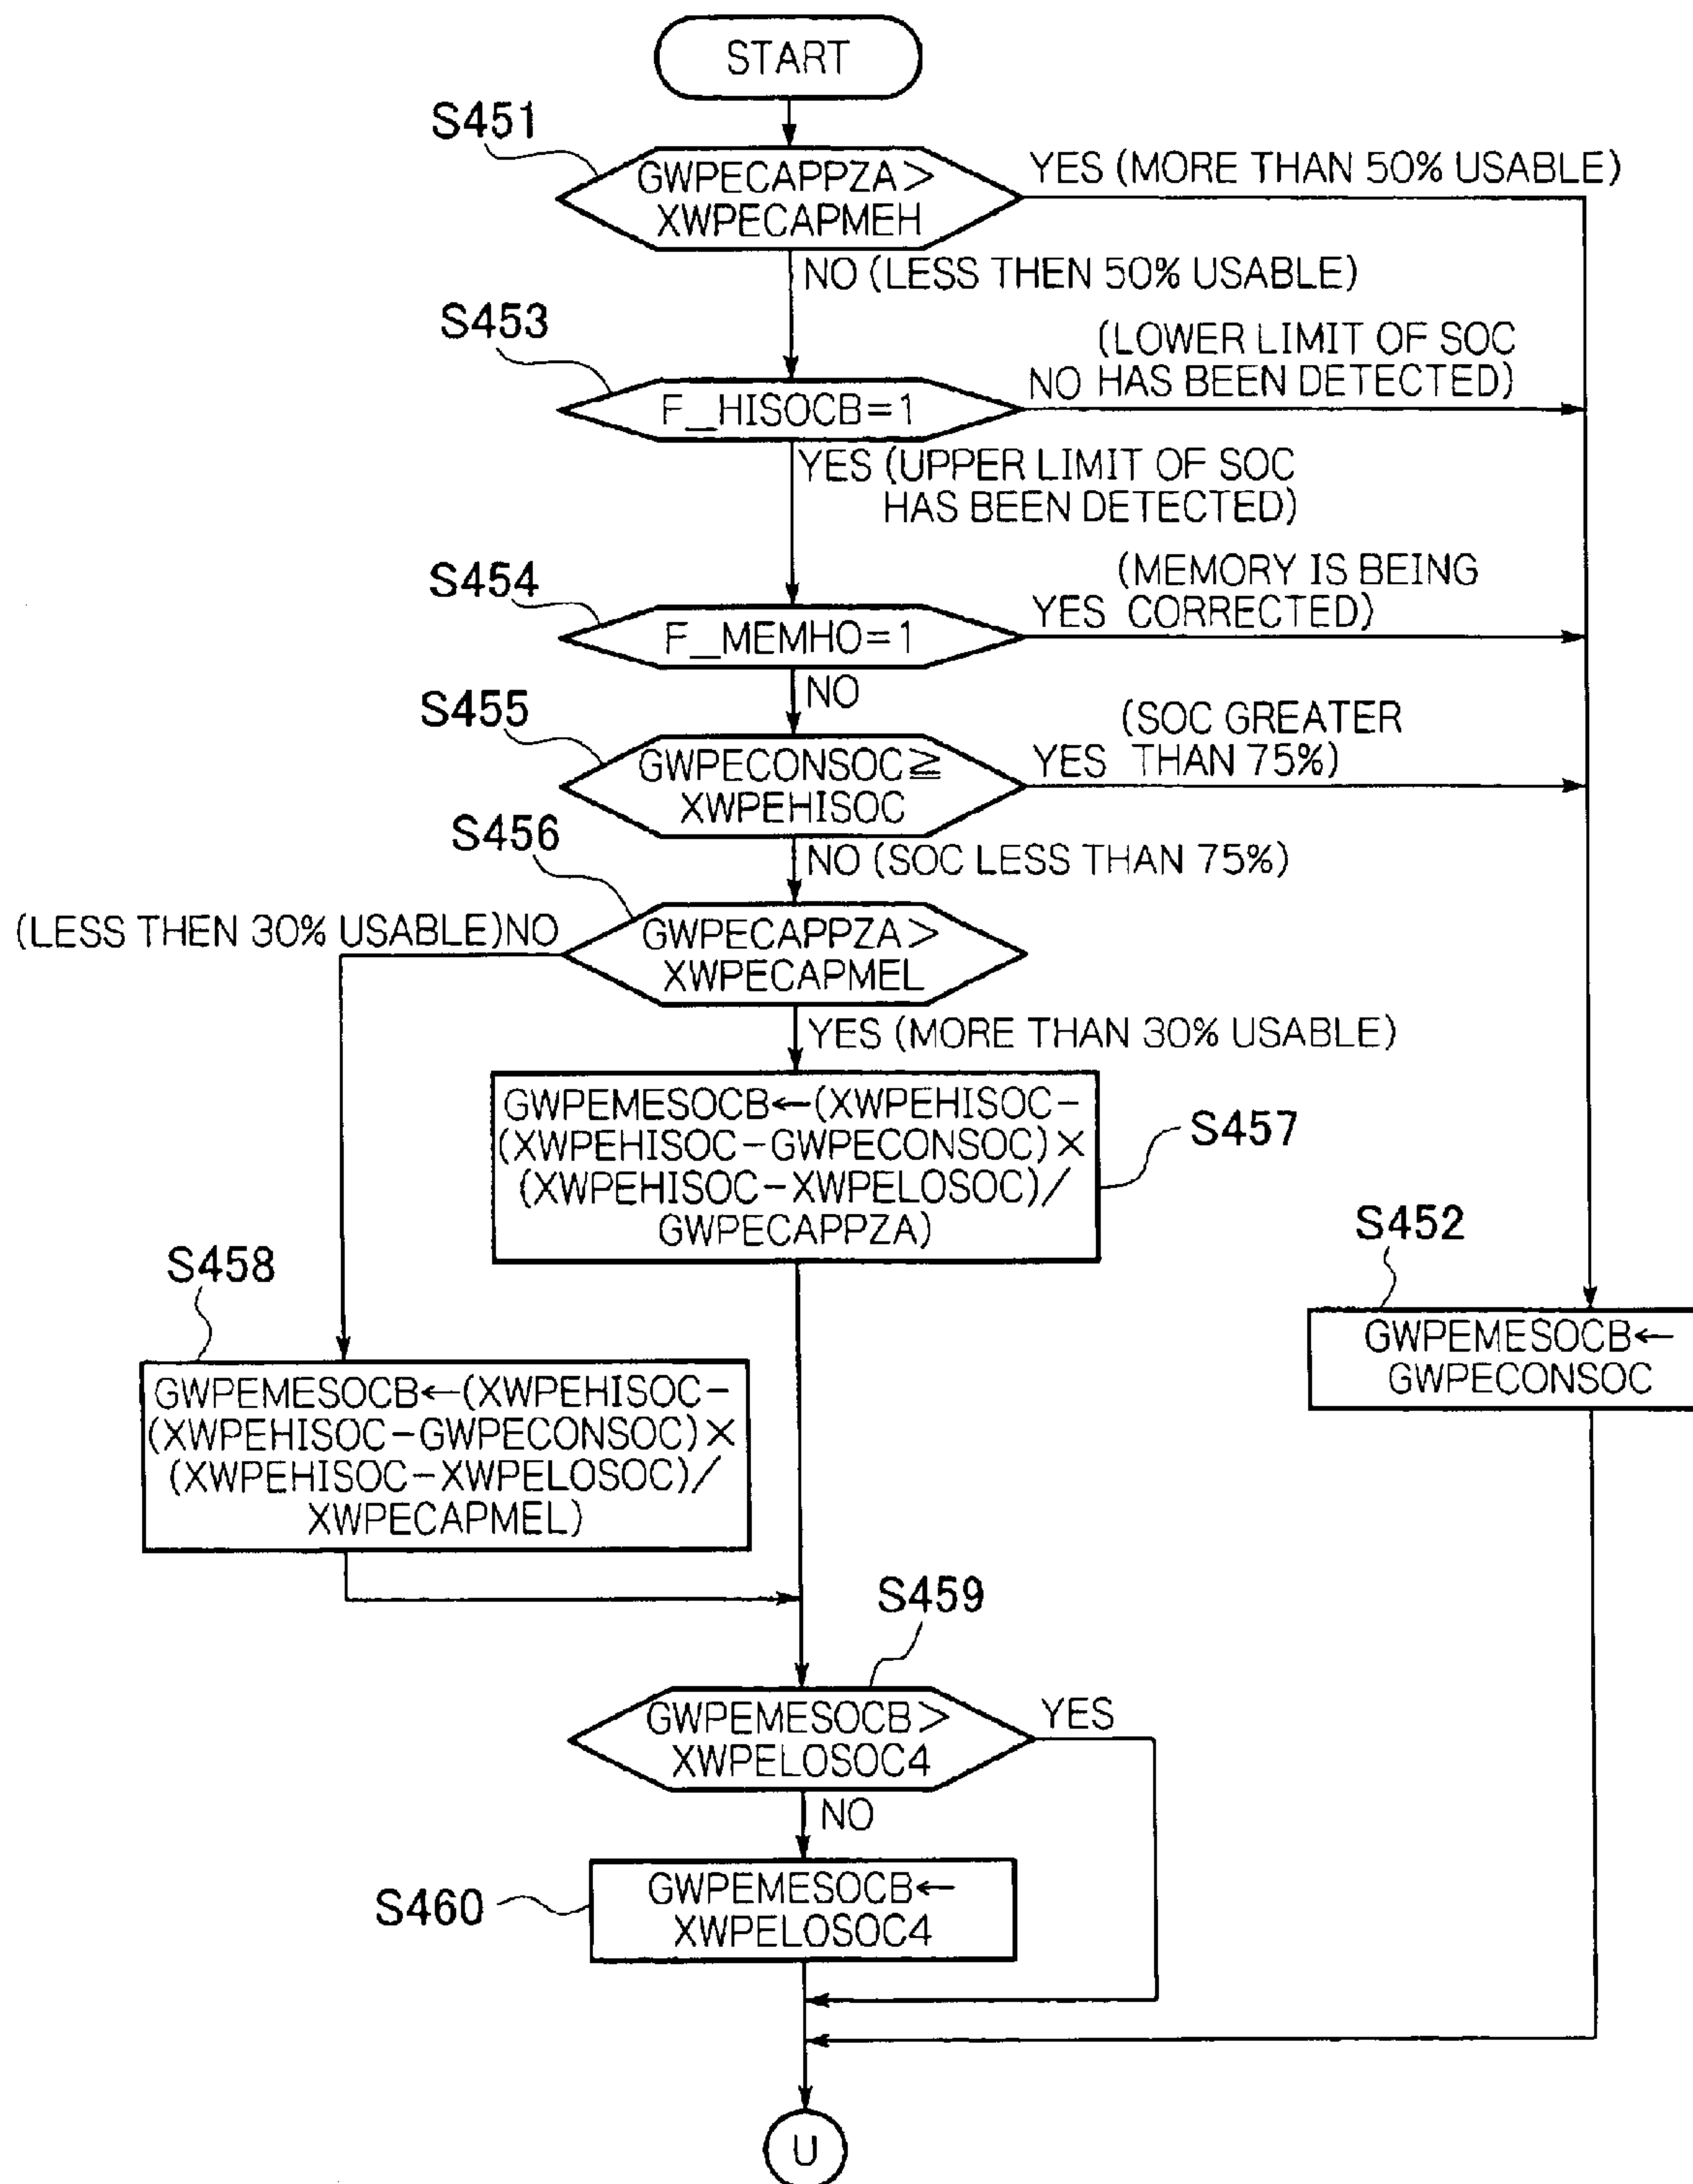 START
S451
GWPECAPPZA>
XWPECAPMEH
YES (MORE THAN 50% USABLE)
NO (LESS THEN 50% USABLE)
S453
F_HISOCB=1
(LOWER LIMIT OF SOC
NO HAS BEEN DETECTED)
YES (UPPER LIMIT OF SOC
HAS BEEN DETECTED)
S454
F_MEMHO=1
(MEMORY IS BEING
YES CORRECTED)
NO
S455
GWPECONSOC≧
XWPEHISOC
(SOC GREATER
YES THAN 75%)
NO (SOC LESS THAN 75%)
S456
(LESS THEN 30% USABLE)NO
GWPECAPPZA>
XWPECAPMEL
YES (MORE THAN 30% USABLE)
GWPEMESOCB←(XWPEHISOC-
(XWPEHISOC-GWPECONSOC)×
(XWPEHISOC-XWPELOSOC)/
GWPECAPPZA)
S457
S458
GWPEMESOCB←(XWPEHISOC-
(XWPEHISOC-GWPECONSOC)×
(XWPEHISOC-XWPELOSOC)/
XWPECAPMEL)
S452
GWPEMESOCB←
GWPECONSOC
S459
GWPEMESOCB>
XWPELOSOC4
YES
NO
S460
GWPEMESOCB←
XWPELOSOC4
U